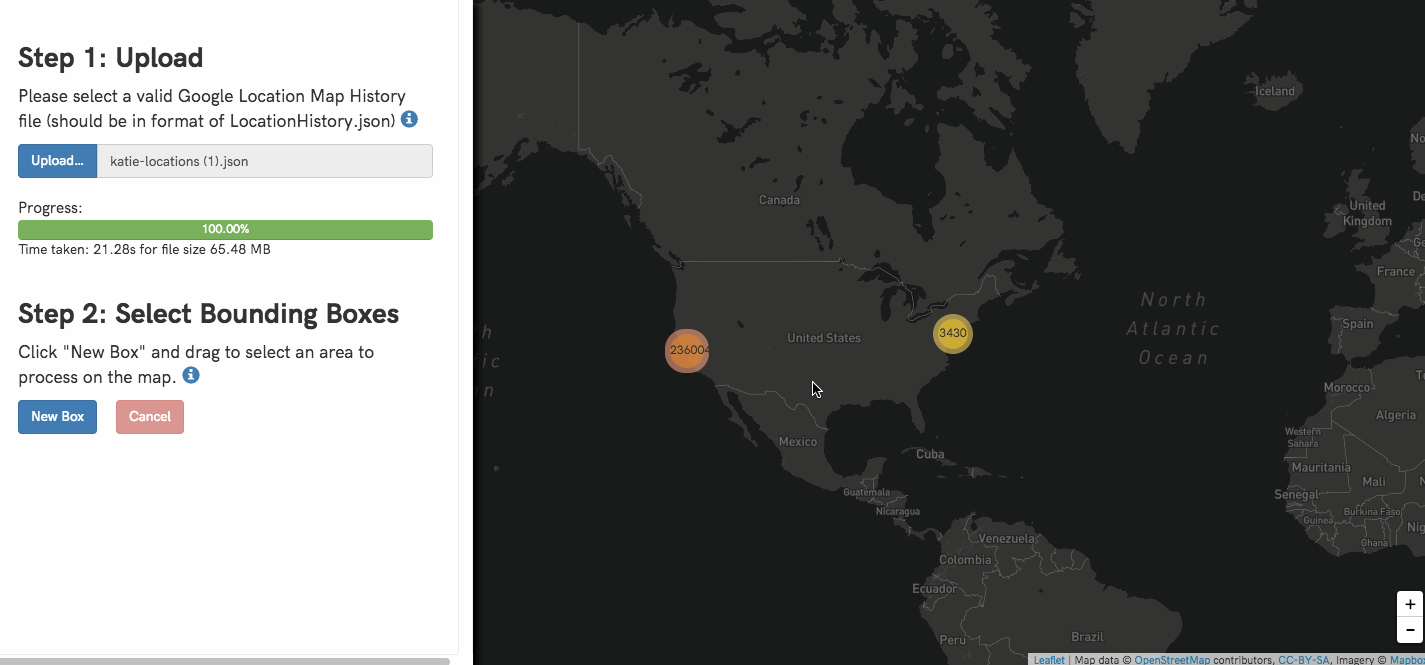 Step 1: Upload
Please select a valid Google Location Map History
file (should be in format of LocationHistory.json)
Upload...
katie-locations (1).json
Progress:
100.00%
Time taken: 21.28s for file size 65.48 MB
Step 2: Select Bounding Boxes
Click "New Box" and drag to select an area to
process on the map.
New Box
Cancel
Iceland
Canada
United
Kingdom
France
North
Atlantic
Ocean
Spain
United States
236004
3430
Morocco
Algeria
Mexico
Cuba
Western
Sahara
Mauritania
Mali
Guatemala
Senegal
Nicaragua
Burkina Faso
Guinea
Ghana
Venezuela
Colombia
Ecuador
Peru
Brazil
+
-
Leaflet | Map data © OpenStreetMap contributors, CC-BY-SA, Imagery © Mapbo